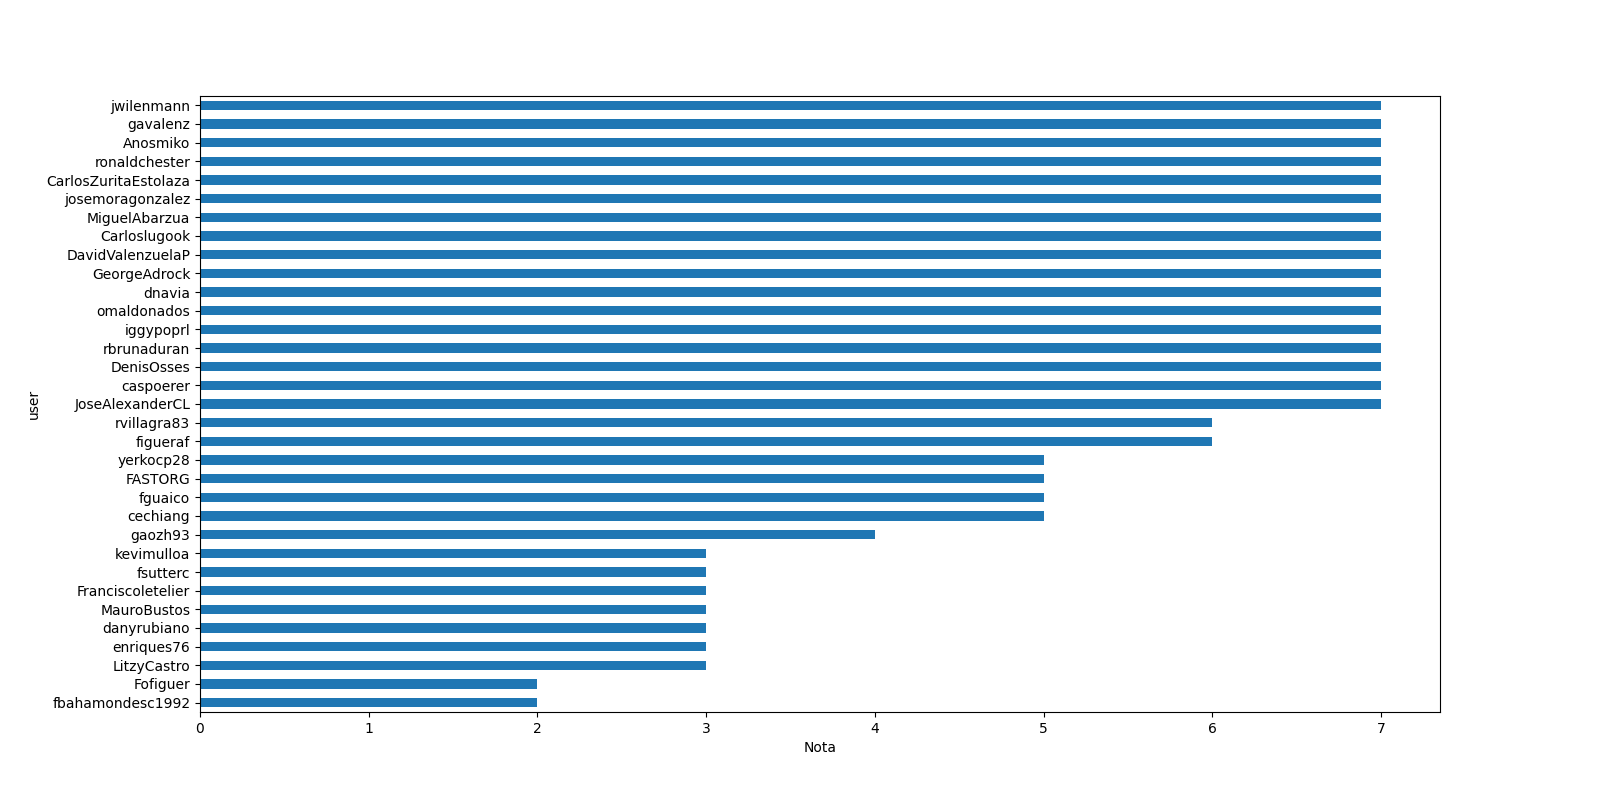 jwilenmann
gavalenz
Anosmiko
ronaldchester
CarlosZuritaEstolaza
josemoragonzalez
MiguelAbarzua
Carloslugook
DavidValenzuelaP
GeorgeAdrock
dnavia
omaldonados
iggypoprl
rbrunaduran
DenisOsses
caspoerer
JoseAlexanderCL
rvillagra83
figueraf
yerkocp28
FASTORG
fguaico
cechiang
gaozh93
kevimulloa
fsutterc
Franciscoletelier
MauroBustos
danyrubiano
enriques76
LitzyCastro
Fofiguer
fbahamondesc1992
user
0 1 2 3 4 5 6 7
Nota